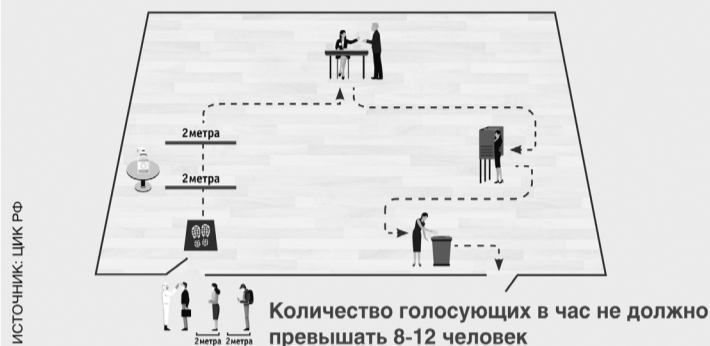 2метра
2метра
ИСТОЧНИК: ЦИК РФ
2метра 2метра
Количество голосующих в час не должно
превышать 8-12 человек